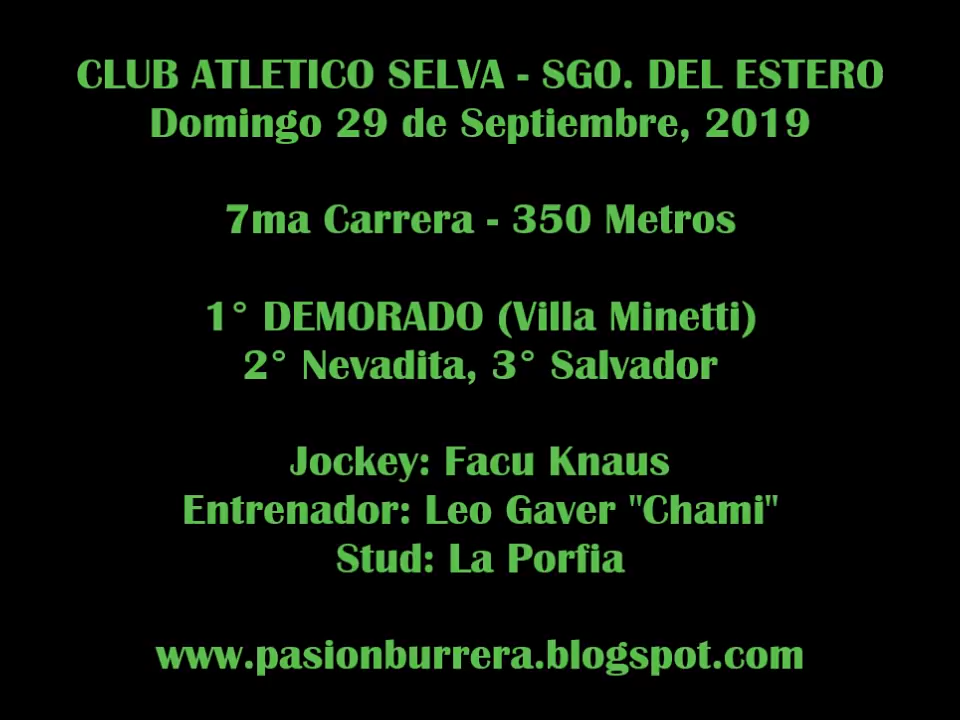 CLUB ATLETICO SELVA - SGO. DEL ESTERO
Domingo 29 de Septiembre, 2019
7ma Carrera - 350 Metros
1° DEMORADO (Villa Minetti)
2° Nevadita, 3° Salvador
Jockey: Facu Knaus
Entrenador: Leo Gaver "Chami"
Stud: La Porfia
www.pasionburrera.blogspot.com